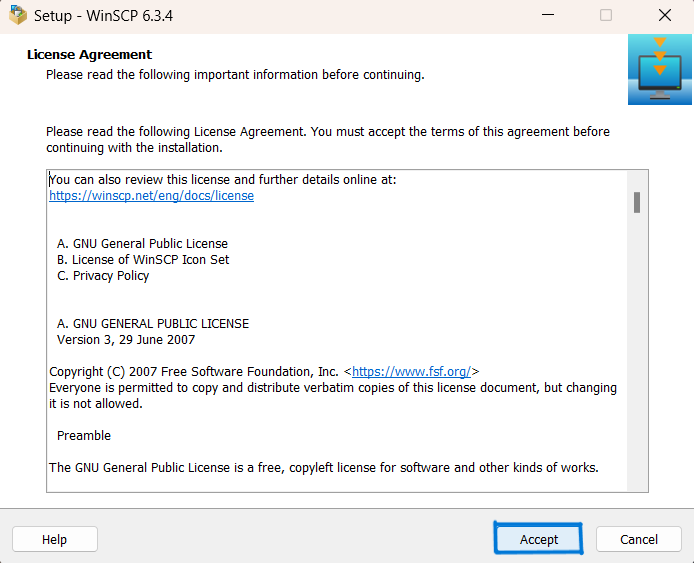 Setup - WinSCP 6.3.4
License Agreement
Please read the following important information before continuing.
Please read the following License Agreement. You must accept the terms of this agreement before
continuing with the installation.
You can also review this license and further details online at:
https://winscp.net/eng/docs/license
A. GNU General Public License
B. License of WinSCP Icon Set
C. Privacy Policy
A. GNU GENERAL PUBLIC LICENSE
Version 3, 29 June 2007
Copyright (C) 2007 Free Software Foundation, Inc. <https://www.fsf.org/>
Everyone is permitted to copy and distribute verbatim copies of this license document, but changing
it is not allowed.
Preamble
The GNU General Public License is a free, copyleft license for software and other kinds of works.
Help
Accept
Cancel